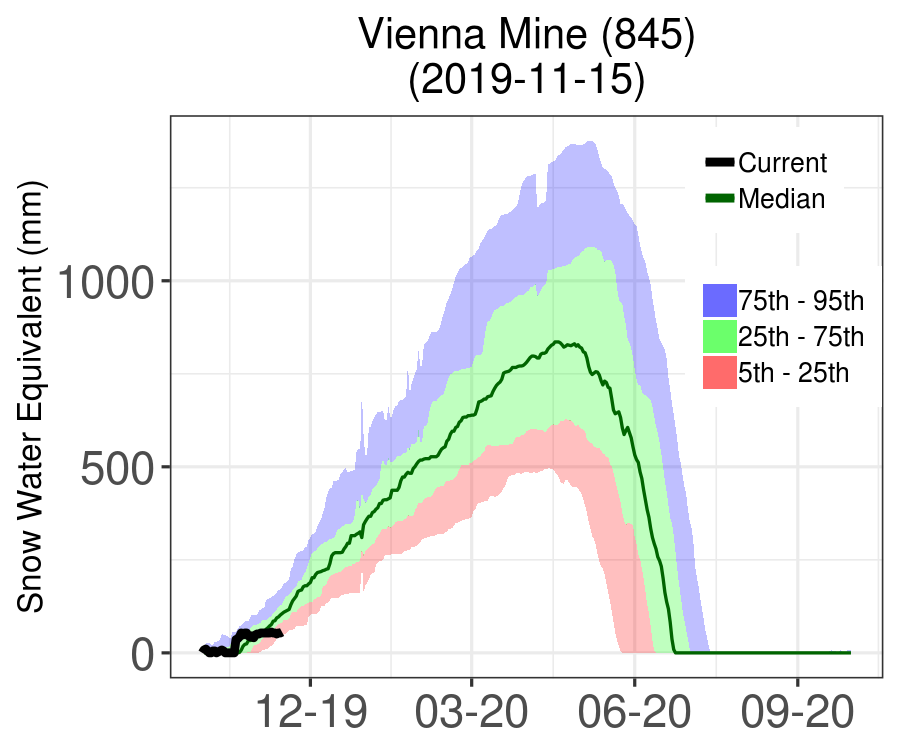 Vienna Mine (845)
(2019-11-15)
Snow Water Equivalent (mm)
1000
500
0
12-19
03-20
06-20
09-20
Current
Median
75th - 95th
25th - 75th
5th - 25th